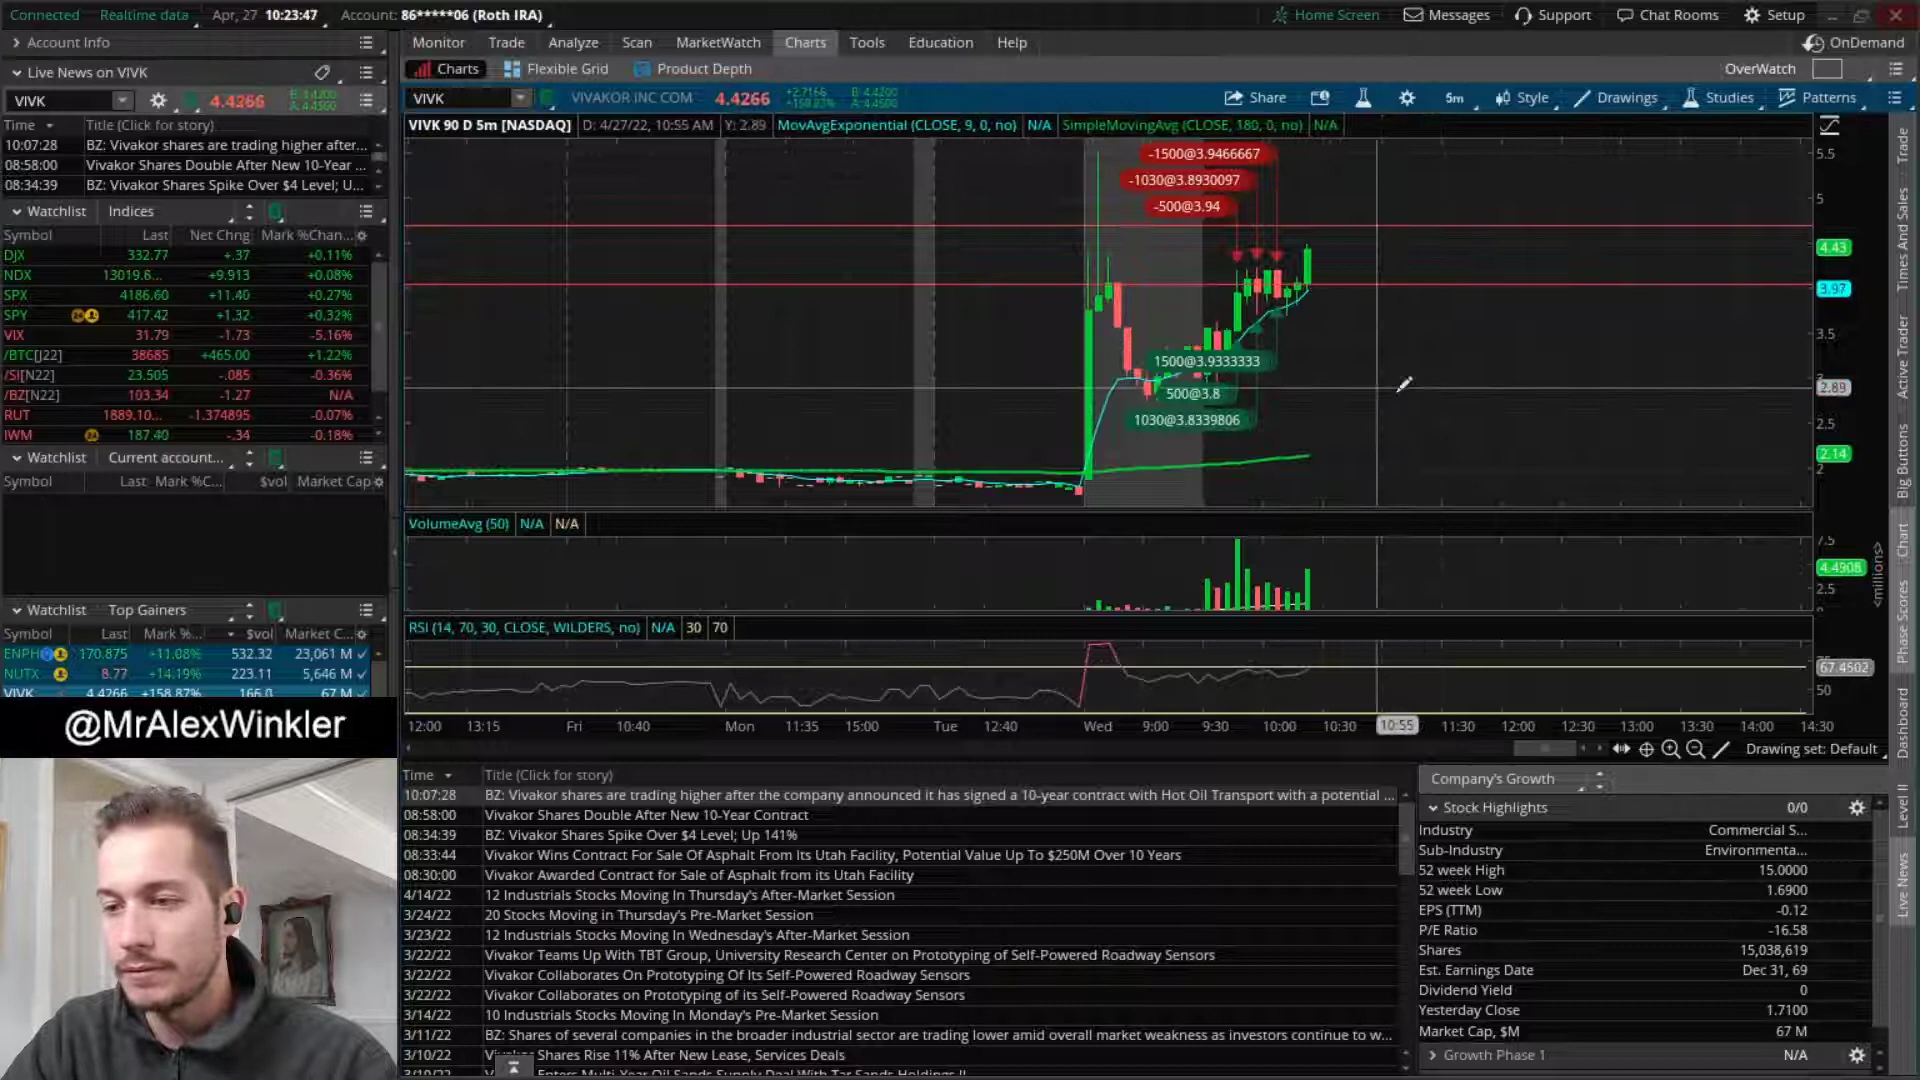 Connected Realtime data Apr, 27 10:23:47 Account: 86*****06 (Roth IRA) Home Screen Messages Support Chat Rooms Setup
Account Info
Monitor Trade Analyze Scan MarketWatch Charts Tools Education Help OnDemand
Live News on VIVK
Charts Flexible Grid Product Depth OverWatch
VIVK 4.4266 B: 4.4200
A: 4.4500
VIVK VIVAKOR INC COM 4.4266 +2.7166 B: 4.4200
+158.87% A: 4.4500
Share 5m Style Drawings Studies Patterns
Time Title (Click for story)
10:07:28 BZ: Vivakor shares are trading higher after...
08:58:00 Vivakor Shares Double After New 10-Year ...
08:34:39 BZ: Vivakor Shares Spike Over $4 Level; U...
VIVK 90 D 5m [NASDAQ] D: 4/27/22, 10:55 AM Y: 2.89 MovAvgExponential (CLOSE, 9, 0, no) N/A SimpleMovingAvg (CLOSE, 180, 0, no) N/A
Watchlist Indices
Symbol Last Net Chng Mark %Chan...
DJX 332.77 +.37 +0.11%
NDX 13019.6... +9.913 +0.08%
SPX 4186.60 +11.40 +0.27%
SPY 417.42 +1.32 +0.32%
VIX 31.79 -1.73 -5.16%
/BTC[J22] 38685 +465.00 +1.22%
/SI[N22] 23.505 -.085 -0.36%
/BZ[N22] 103.34 -1.27 N/A
RUT 1889.10... -1.374895 -0.07%
IWM 187.40 -.34 -0.18%
-1500@3.9466667
-1030@3.8930097
-500@3.94
1500@3.9333333
500@3.8
1030@3.8339806
5.5
5
4.43
3.97
3.5
2.89
2.5
2.14
2
Watchlist Current account...
Symbol Last Mark %C... $vol Market Cap
VolumeAvg (50) N/A N/A
7.5
4.4908
2.5
<millions>
Watchlist Top Gainers
Symbol Last Mark %... $vol Market C...
ENPH 170.875 +11.08% 532.32 23,061 M
NUTX 8.77 +14.19% 223.11 5,646 M
VIVK 4.4266 +158.87% 166.0 67 M
RSI (14, 70, 30, CLOSE, WILDERS, no) N/A 30 70
67.4502
50
12:00 13:15 Fri 10:40 Mon 11:35 15:00 Tue 12:40 Wed 9:00 9:30 10:00 10:30 10:55 11:30 12:00 12:30 13:00 13:30 14:00 14:30
Drawing set: Default
@MrAlexWinkler
Time Title (Click for story)
10:07:28 BZ: Vivakor shares are trading higher after the company announced it has signed a 10-year contract with Hot Oil Transport with a potential ...
08:58:00 Vivakor Shares Double After New 10-Year Contract
08:34:39 BZ: Vivakor Shares Spike Over $4 Level; Up 141%
08:33:44 Vivakor Wins Contract For Sale Of Asphalt From Its Utah Facility, Potential Value Up To $250M Over 10 Years
08:30:00 Vivakor Awarded Contract for Sale of Asphalt from its Utah Facility
4/14/22 12 Industrials Stocks Moving In Thursday's After-Market Session
3/24/22 20 Stocks Moving in Thursday's Pre-Market Session
3/23/22 12 Industrials Stocks Moving In Wednesday's After-Market Session
3/22/22 Vivakor Teams Up With TBT Group, University Research Center on Prototyping of Self-Powered Roadway Sensors
3/22/22 Vivakor Collaborates On Prototyping Of Its Self-Powered Roadway Sensors
3/22/22 Vivakor Collaborates on Prototyping of its Self-Powered Roadway Sensors
3/14/22 10 Industrials Stocks Moving In Monday's Pre-Market Session
3/11/22 BZ: Shares of several companies in the broader industrial sector are trading lower amid overall market weakness as investors continue to w...
3/10/22 Shares Rise 11% After New Lease, Services Deals
Company's Growth
Stock Highlights 0/0
Industry Commercial S...
Sub-Industry Environmenta...
52 week High 15.0000
52 week Low 1.6900
EPS (TTM) -0.12
P/E Ratio -16.58
Shares 15,038,619
Est. Earnings Date Dec 31, 69
Dividend Yield 0
Yesterday Close 1.7100
Market Cap, $M 67 M
Growth Phase 1 N/A
Trade
Times And Sales
Active Trader
Big Buttons
Chart
Phase Scores
Dashboard
Level II
Live News